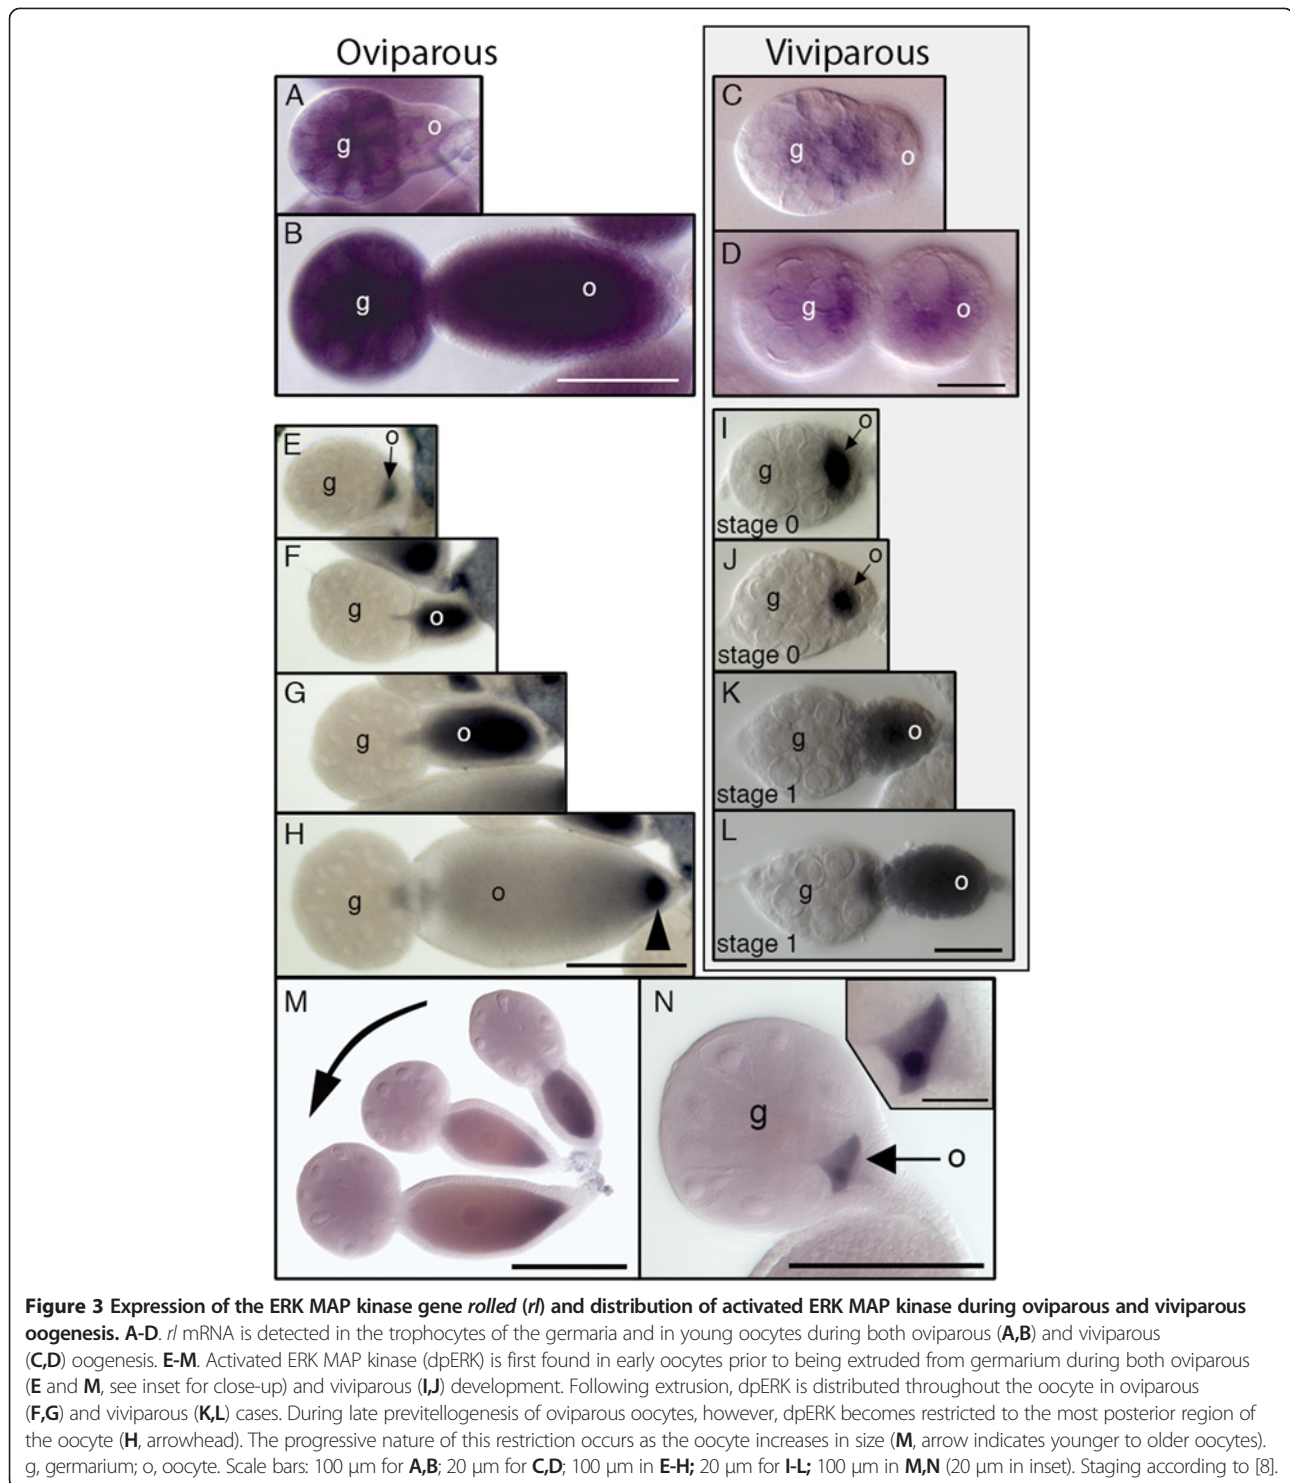 Oviparous
Viviparous
A
g
o
B
g
o
C
g
o
D
g
o
E
g
o
F
g
o
G
g
o
H
g
o
I
g
o
stage 0
J
g
o
stage 0
K
g
o
stage 1
L
g
o
stage 1
M
N
g
o
Figure 3 Expression of the ERK MAP kinase gene rolled (rl) and distribution of activated ERK MAP kinase during oviparous and viviparous
oogenesis. A-D. rl mRNA is detected in the trophocytes of the germaria and in young oocytes during both oviparous (A,B) and viviparous
(C,D) oogenesis. E-M. Activated ERK MAP kinase (dpERK) is first found in early oocytes prior to being extruded from germarium during both oviparous
(E and M, see inset for close-up) and viviparous (I,J) development. Following extrusion, dpERK is distributed throughout the oocyte in oviparous
(F,G) and viviparous (K,L) cases. During late previtellogenesis of oviparous oocytes, however, dpERK becomes restricted to the most posterior region of
the oocyte (H, arrowhead). The progressive nature of this restriction occurs as the oocyte increases in size (M, arrow indicates younger to older oocytes).
g, germarium; o, oocyte. Scale bars: 100 μm for A,B; 20 μm for C,D; 100 μm in E-H; 20 μm for I-L; 100 μm in M,N (20 μm in inset). Staging according to [8].